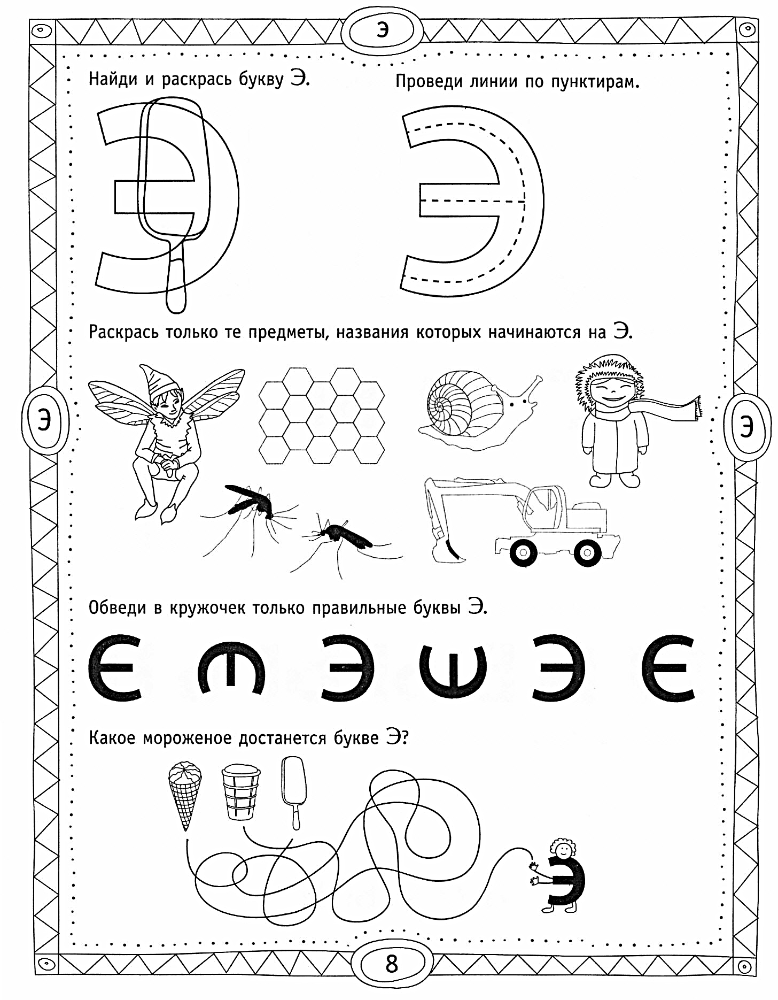 Э
Найди и раскрась букву Э.
Проведи линии по пунктирам.
Э
Э
Раскрась только те предметы, названия которых начинаются на Э.
Э
Э
Обведи в кружочек только правильные буквы Э.
Э Э
Какое мороженое достанется букве Э?
Э
8